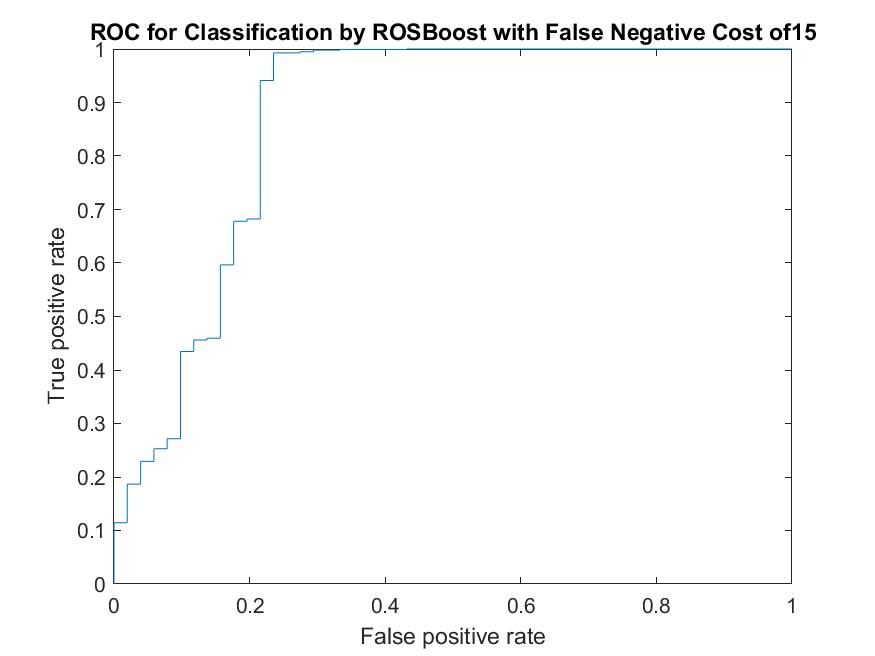 ROC for Classification by ROSBoost with False Negative Cost of15
1
0.9
0.8
0.7
0.6
0.5
0.4
0.3
0.2
0.1
0
True positive rate
0 0.2 0.4 0.6 0.8 1
False positive rate